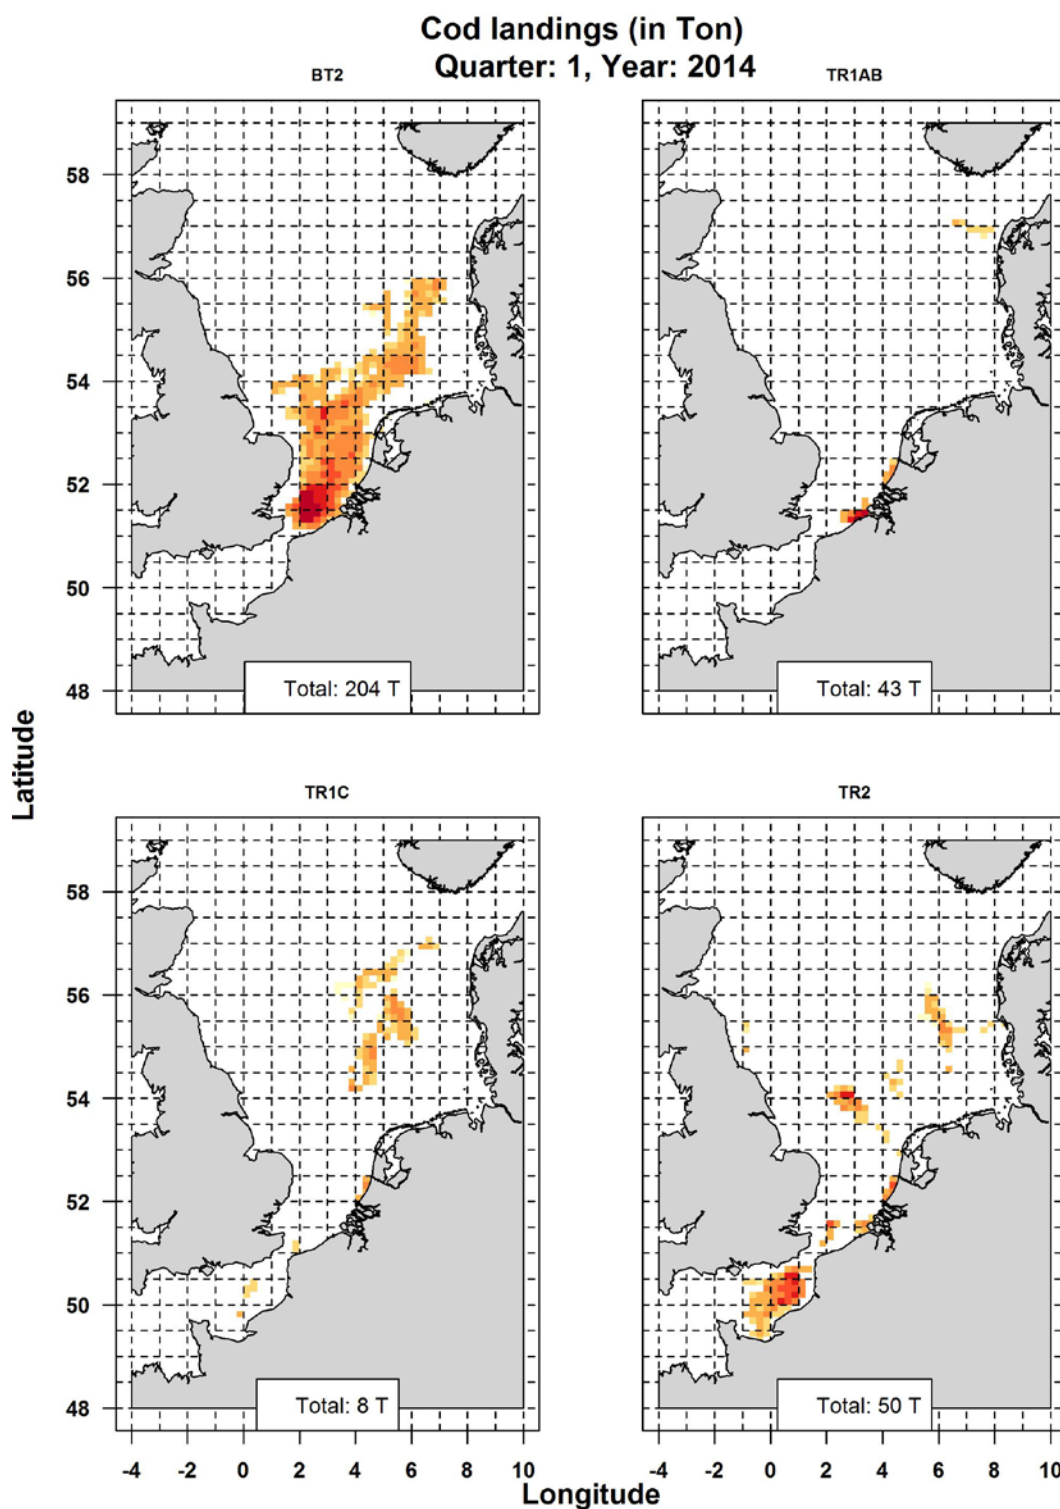 Cod landings (in Ton)
Quarter: 1, Year: 2014
BT2
TR1AB
58
56
54
52
50
48
Total: 204 T
Total: 43 T
Latitude
TR1C
TR2
58
56
54
52
50
48
Total: 8 T
Total: 50 T
-4 -2 0 2 4 6 8 10
-4 -2 0 2 4 6 8 10
Longitude